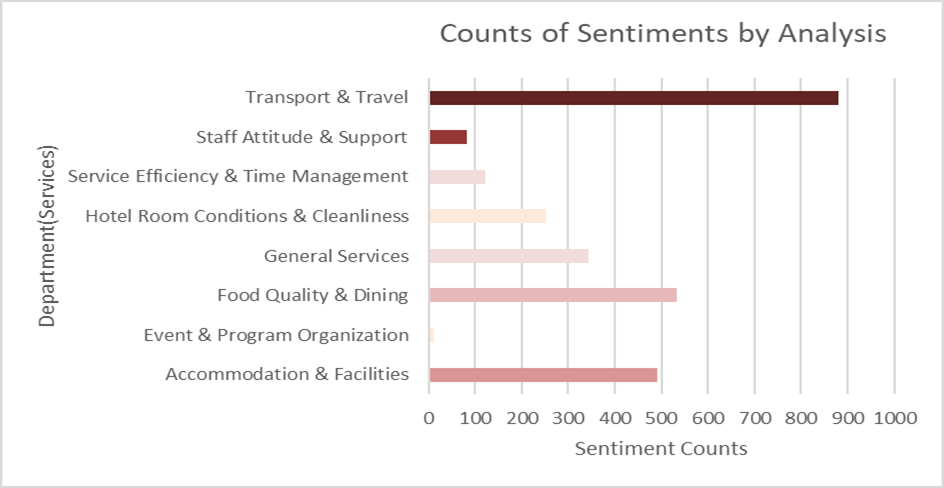 Counts of Sentiments by Analysis
Department(Services)
Transport & Travel
Staff Attitude & Support
Service Efficiency & Time Management
Hotel Room Conditions & Cleanliness
General Services
Food Quality & Dining
Event & Program Organization
Accommodation & Facilities
0 100 200 300 400 500 600 700 800 900 1000
Sentiment Counts